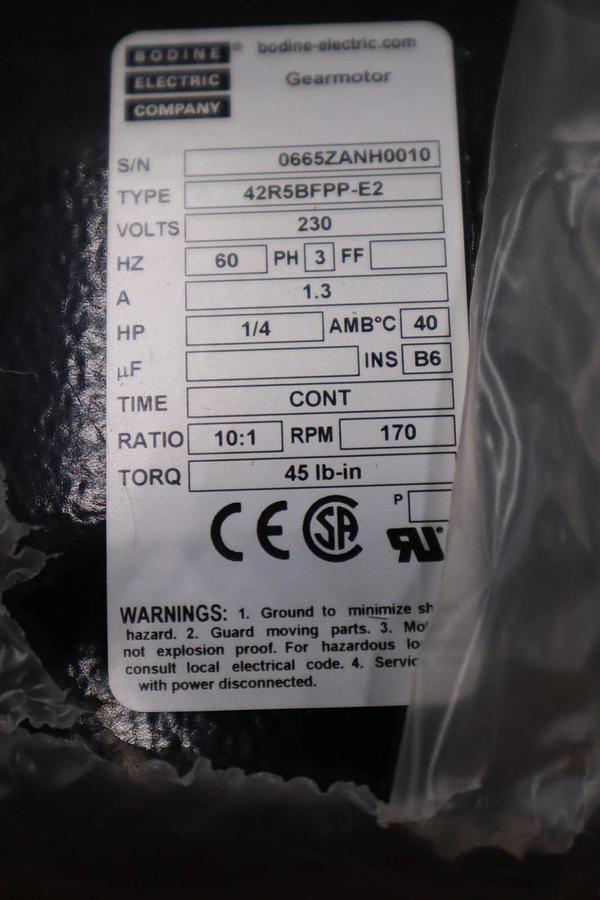 BODINE ® bodine-electric.com
ELECTRIC Gearmotor
COMPANY
S/N 0665ZANH0010
TYPE 42R5BFPP-E2
VOLTS 230
HZ 60 PH 3 FF
A 1.3
HP 1/4 AMB°C 40
µF INS B6
TIME CONT
RATIO 10:1 RPM 170
TORQ 45 lb-in
CE SA P
RU
WARNINGS: 1. Ground to minimize
hazard. 2. Guard moving parts. 3.
not explosion proof. For hazardous
consult local electrical code. 4.
with power disconnected.